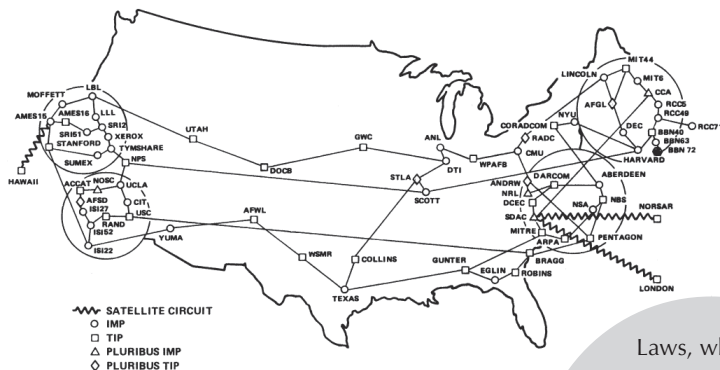 MOFFETT
LBL
AMES15
AMES16
LLL
SRI2
SRI51
XEROX
STANFORD
TYMSHARE
SUMEX
NPS
HAWAII
ACCAT
NOSC
UCLA
AFSD
CIT
ISI27
RAND
USC
ISI52
ISI22
YUMA
UTAH
DOCB
GWC
AFWL
WSMR
TEXAS
COLLINS
STLA
ANL
DTI
SCOTT
WPAFB
CORADCOM
RADC
CMU
NYU
LINCOLN
MIT44
MIT6
CCA
AFGL
RCC5
DEC
RCC49
RCC71
BBN40
BBN63
HARVARD
BBN 72
ABERDEEN
DARCOM
ANDRW
NRL
DCEC
NBS
NSA
SDAC
NORSAR
MITRE
ARPA
PENTAGON
BRAGG
GUNTER
EGLIN
ROBINS
LONDON
SATELLITE CIRCUIT
IMP
TIP
PLURIBUS IMP
PLURIBUS TIP
Laws,